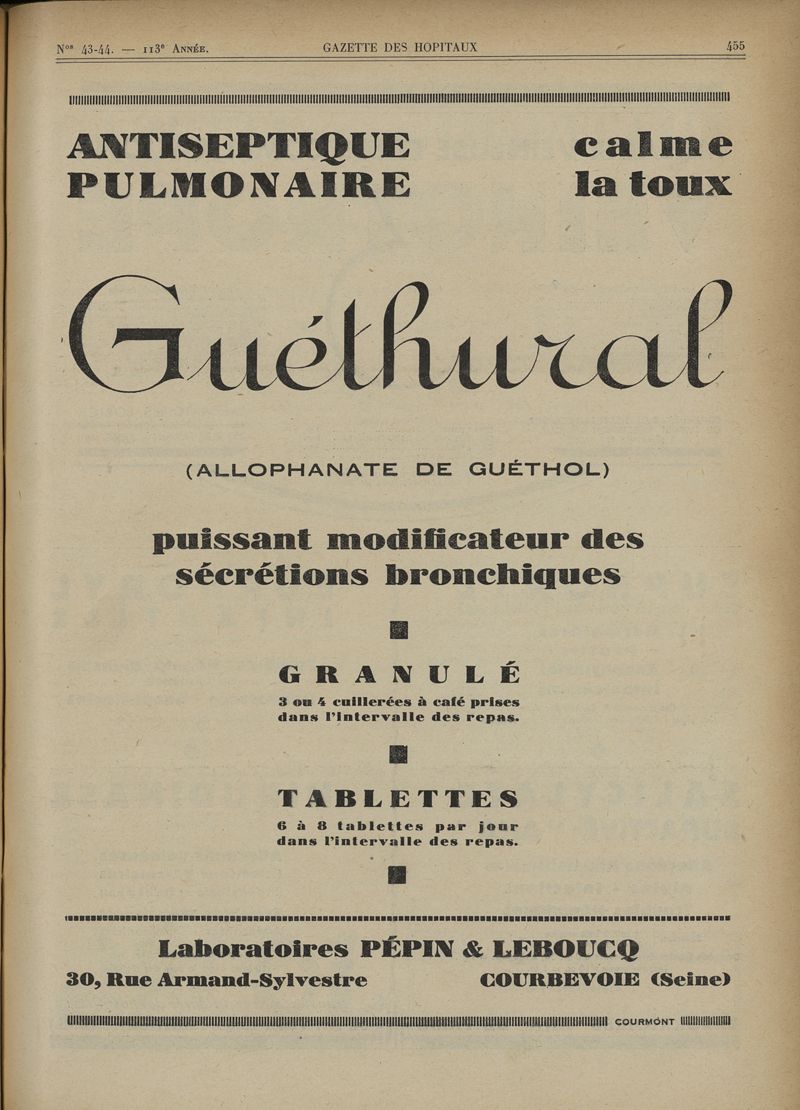 Nos 43-44. — 113e ANNÉE.
GAZETTE DES HOPITAUX
455
ANTISEPTIQUE
PULMONAIRE
calme
la toux
Guéthural
(ALLOPHANATE DE GUÉTHOL)
puissant modificateur des
sécrétions bronchiques
GRANULÉ
3 ou 4 cuillerées à café prises
dans l'intervalle des repas.
TABLETTES
6 à 8 tablettes par jour
dans l'intervalle des repas.
Laboratoires PÉPIN & LEBOUCQ
30, Rue Armand-Sylvestre COURBEVOIE (Seine)
COURMONT